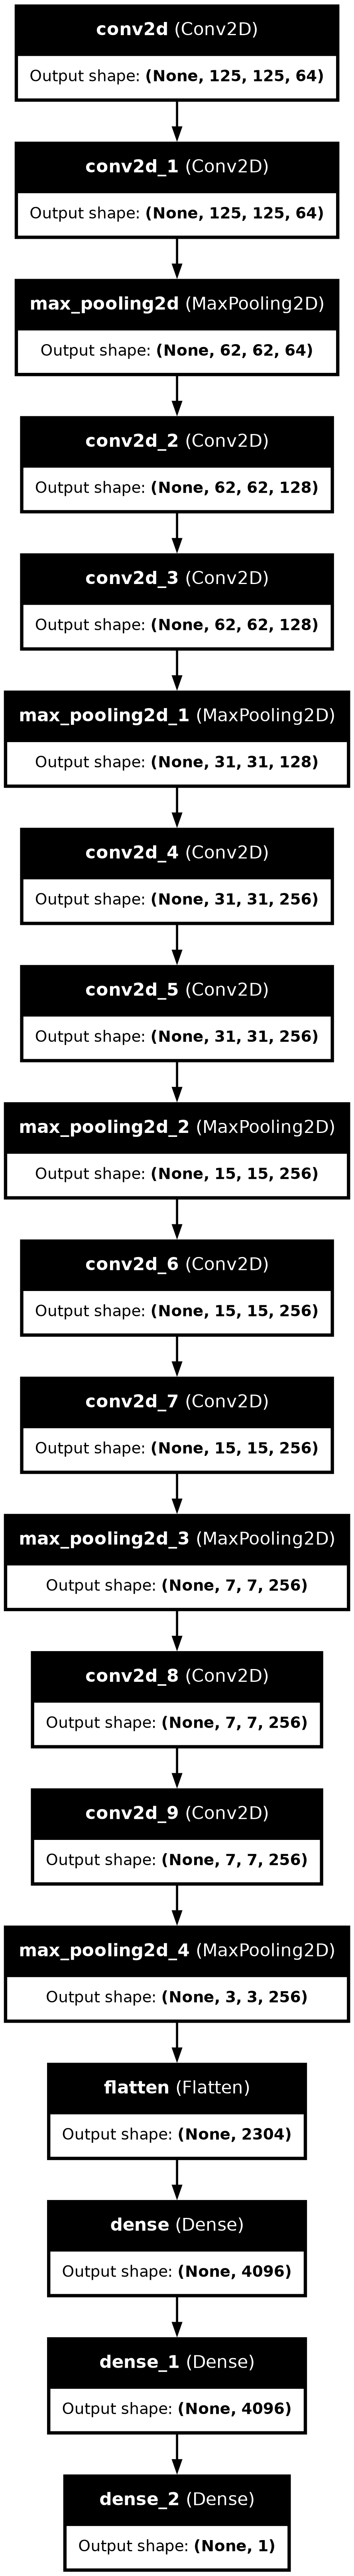 conv2d (Conv2D)
Output shape: (None, 125, 125, 64)
conv2d_1 (Conv2D)
Output shape: (None, 125, 125, 64)
max_pooling2d (MaxPooling2D)
Output shape: (None, 62, 62, 64)
conv2d_2 (Conv2D)
Output shape: (None, 62, 62, 128)
conv2d_3 (Conv2D)
Output shape: (None, 62, 62, 128)
max_pooling2d_1 (MaxPooling2D)
Output shape: (None, 31, 31, 128)
conv2d_4 (Conv2D)
Output shape: (None, 31, 31, 256)
conv2d_5 (Conv2D)
Output shape: (None, 31, 31, 256)
max_pooling2d_2 (MaxPooling2D)
Output shape: (None, 15, 15, 256)
conv2d_6 (Conv2D)
Output shape: (None, 15, 15, 256)
conv2d_7 (Conv2D)
Output shape: (None, 15, 15, 256)
max_pooling2d_3 (MaxPooling2D)
Output shape: (None, 7, 7, 256)
conv2d_8 (Conv2D)
Output shape: (None, 7, 7, 256)
conv2d_9 (Conv2D)
Output shape: (None, 7, 7, 256)
max_pooling2d_4 (MaxPooling2D)
Output shape: (None, 3, 3, 256)
flatten (Flatten)
Output shape: (None, 2304)
dense (Dense)
Output shape: (None, 4096)
dense_1 (Dense)
Output shape: (None, 4096)
dense_2 (Dense)
Output shape: (None, 1)